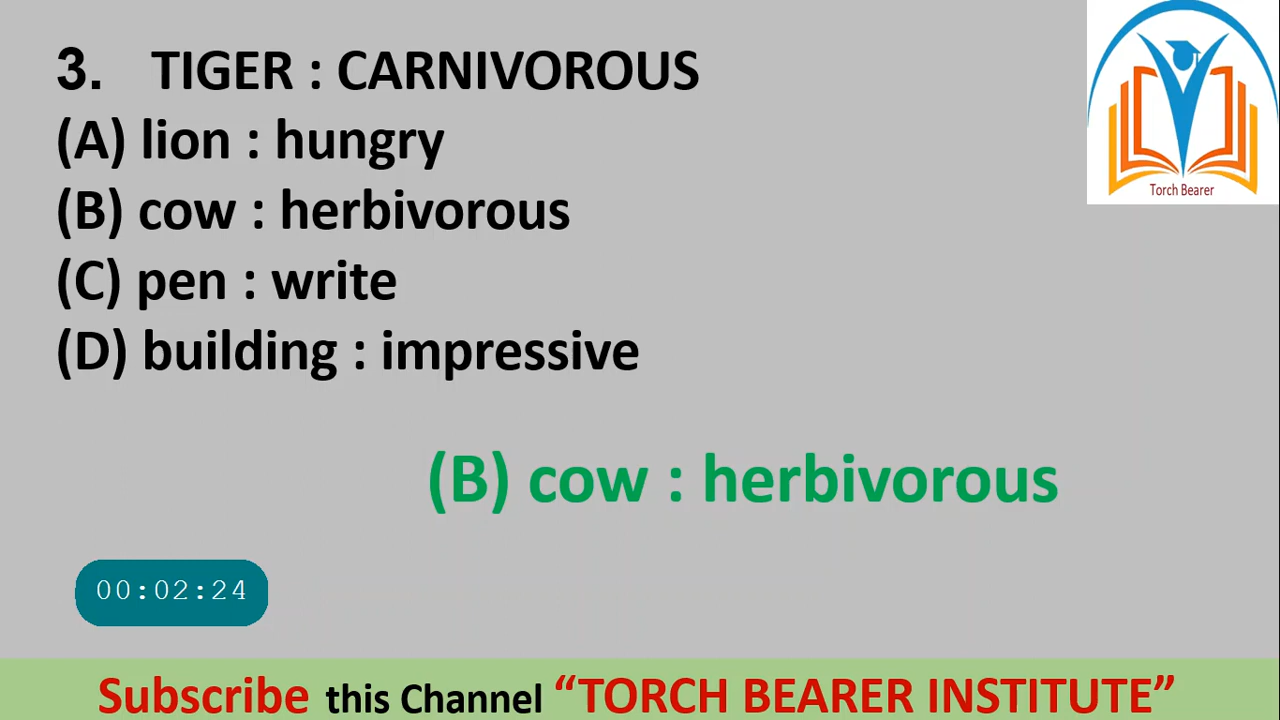 3. TIGER : CARNIVOROUS
(A) lion : hungry
(B) cow : herbivorous
(C) pen : write
(D) building : impressive
Torch Bearer
(B) cow : herbivorous
00:02:24
Subscribe this Channel “TORCH BEARER INSTITUTE”